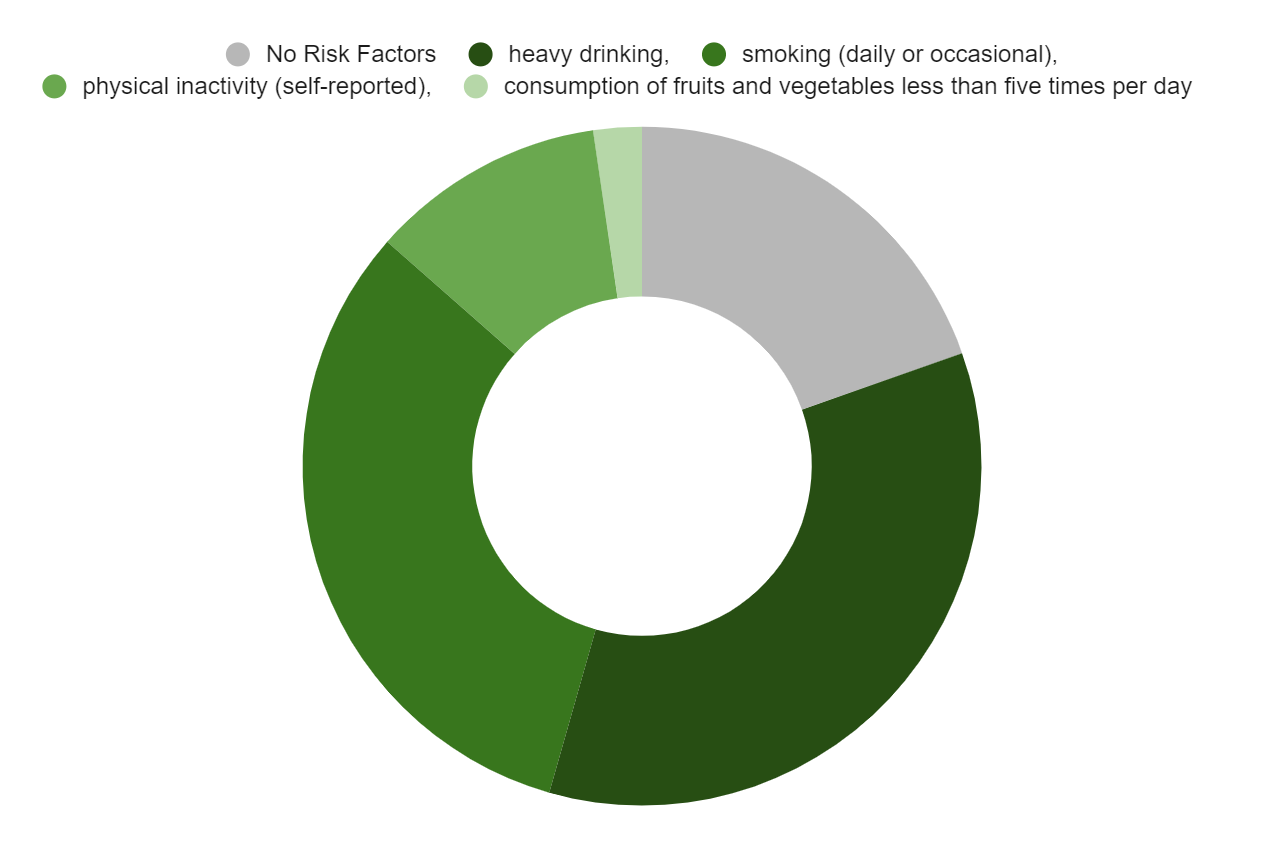 No Risk Factors heavy drinking, smoking (daily or occasional),
physical inactivity (self-reported), consumption of fruits and vegetables less than five times per day